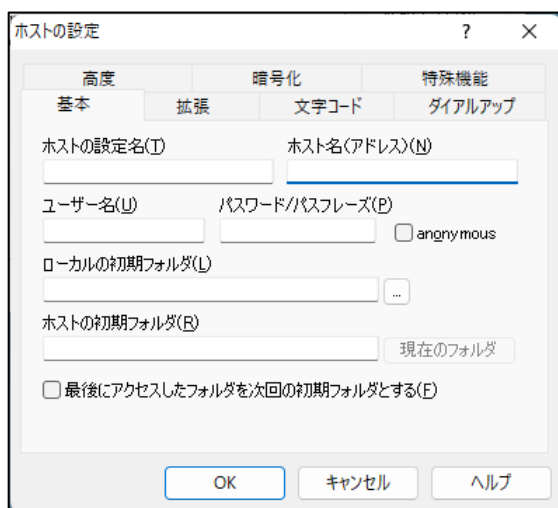 ホストの設定 ? ×
高度 暗号化 特殊機能
基本 拡張 文字コード ダイアルアップ
ホストの設定名(T) ホスト名(アドレス)(N)
ユーザー名(U) パスワード/パスフレーズ(P)
anonymous
ローカルの初期フォルダ(L)
...
ホストの初期フォルダ(R)
現在のフォルダ
最後にアクセスしたフォルダを次回の初期フォルダとする(F)
OK キャンセル ヘルプ